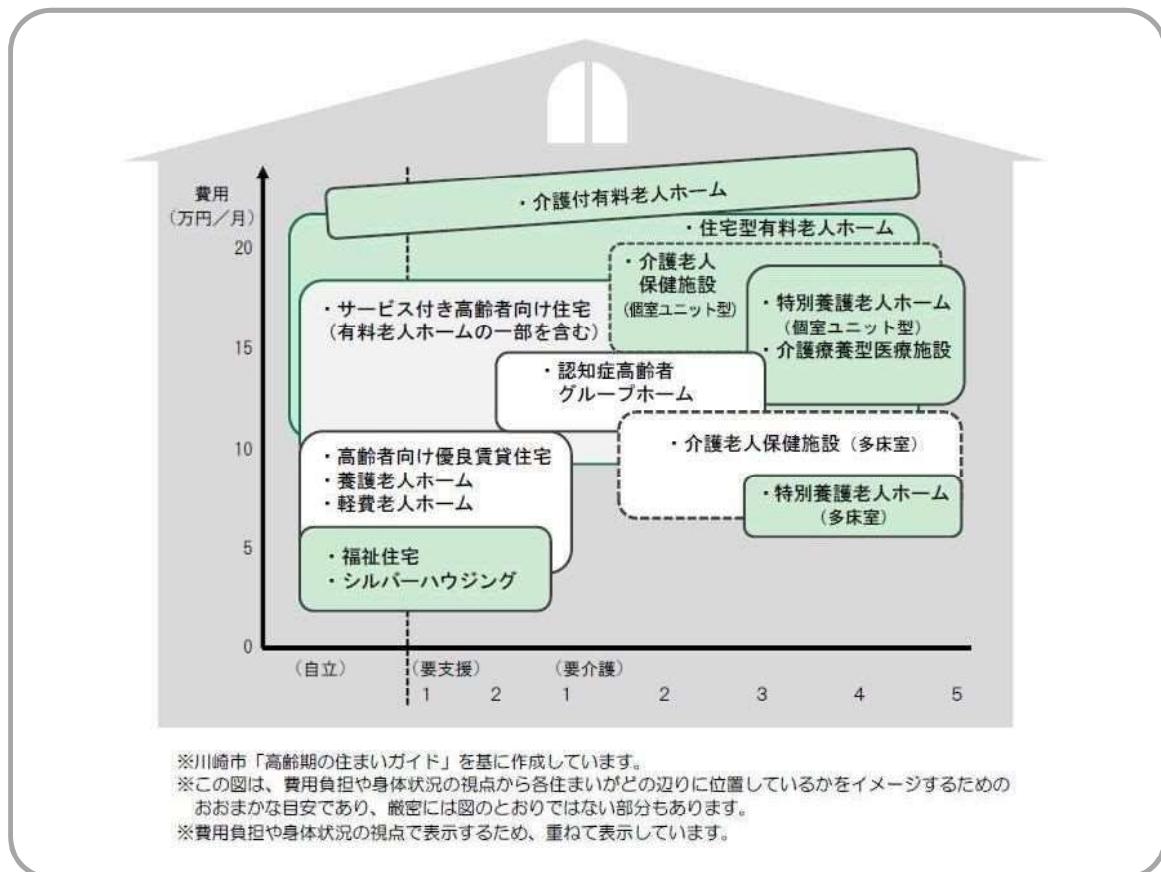 費用
(万円/月)
20
15
10
5
0
・介護付有料老人ホーム
・住宅型有料老人ホーム
・介護老人
保健施設
(個室ユニット型)
・サービス付き高齢者向け住宅
(有料老人ホームの一部を含む)
・特別養護老人ホーム
(個室ユニット型)
・介護療養型医療施設
・認知症高齢者
グループホーム
・介護老人保健施設(多床室)
・高齢者向け優良賃貸住宅
・養護老人ホーム
・軽費老人ホーム
・特別養護老人ホーム
(多床室)
・福祉住宅
・シルバーハウジング
(自立) (要支援) (要介護)
1 2 1 2 3 4 5
※川崎市「高齢期の住まいガイド」を基に作成しています。
※この図は、費用負担や身体状況の視点から各住まいがどの辺りに位置しているかをイメージするための
おおまかな目安であり、厳密には図のとおりではない部分もあります。
※費用負担や身体状況の視点で表示するため、重ねて表示しています。